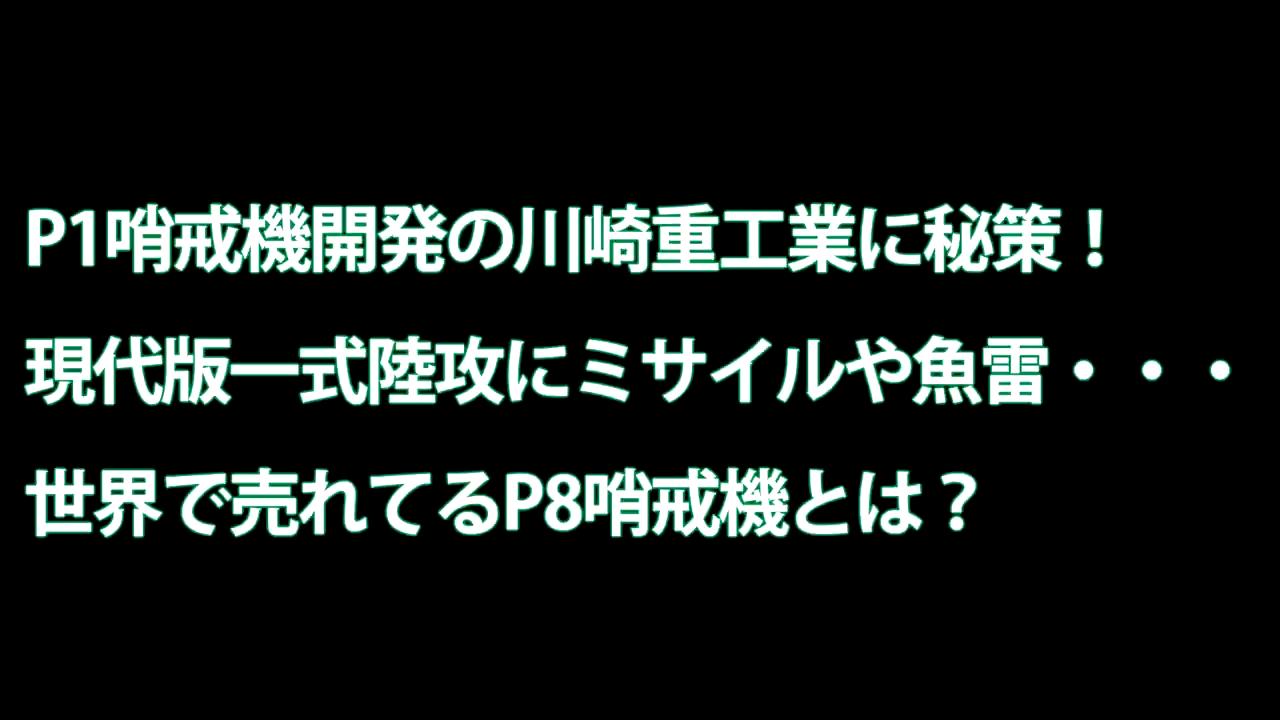 P1哨戒機開発の川崎重工業に秘策！
現代版一式陸攻にミサイルや魚雷・・・
世界で売れてるP8哨戒機とは？